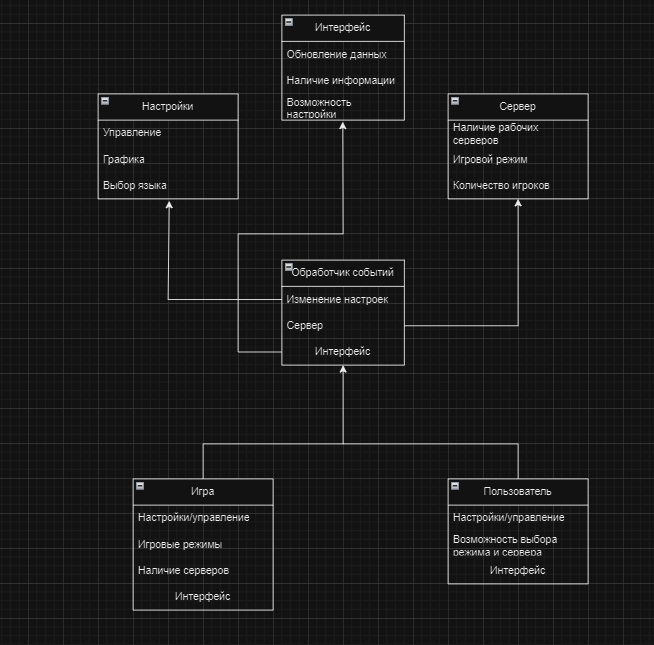 Интерфейс
Обновление данных
Наличие информации
Возможность
настройки
Настройки
Управление
Графика
Выбор языка
Сервер
Наличие рабочих
серверов
Игровой режим
Количество игроков
Обработчик событий
Изменение настроек
Сервер
Интерфейс
Игра
Настройки/управление
Игровые режимы
Наличие серверов
Интерфейс
Пользователь
Настройки/управление
Возможность выбора
режима и сервера
Интерфейс